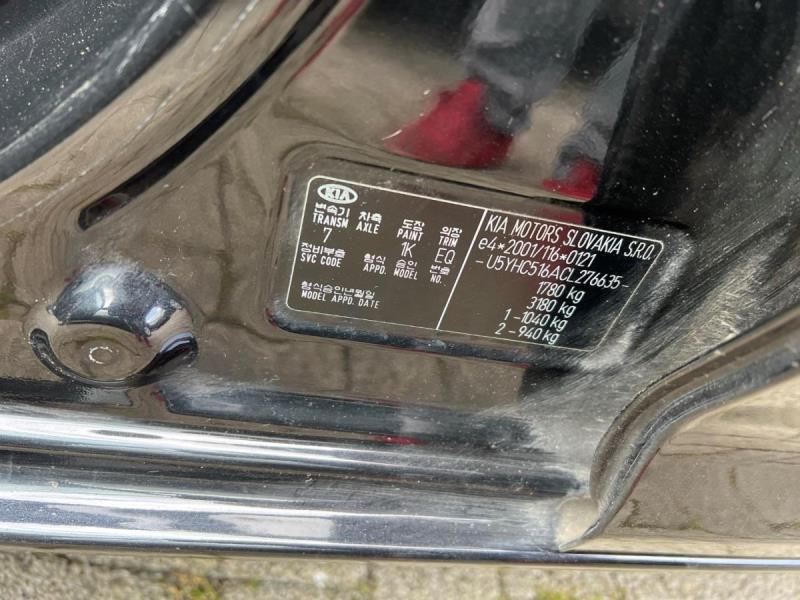 KIA
변속기 차축 도장 외장
TRANSM AXLE PAINT TRIM
7 1K EQ
정비부호 형식 승인 번호
SVC CODE APPD. MODEL NO.
형식승인년월일
MODEL APPD. DATE
KIA MOTORS SLOVAKIA S.R.O.
e4*2001/116*0121
-U5YHC516ACL276635-
1780 kg
3180 kg
1-1040 kg
2-940 kg